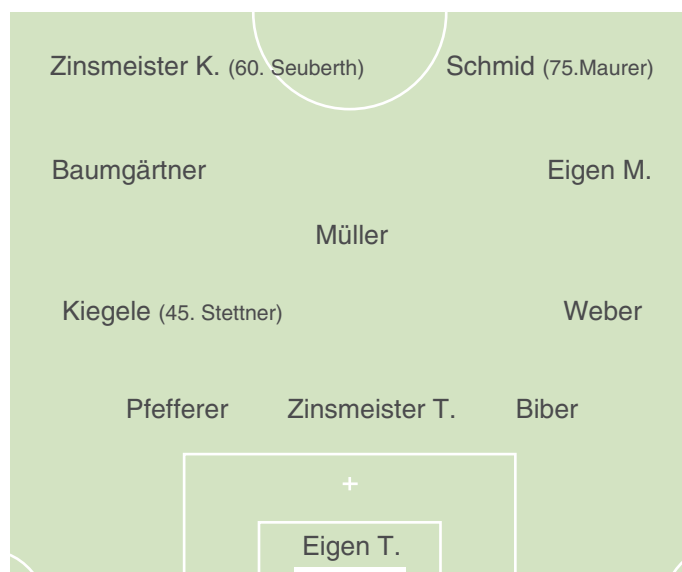 Zinsmeister K. (60. Seuberth) Schmid (75.Maurer)
Baumgärtner Eigen M.
Müller
Kiegele (45. Stettner) Weber
Pfefferer Zinsmeister T. Biber
Eigen T.